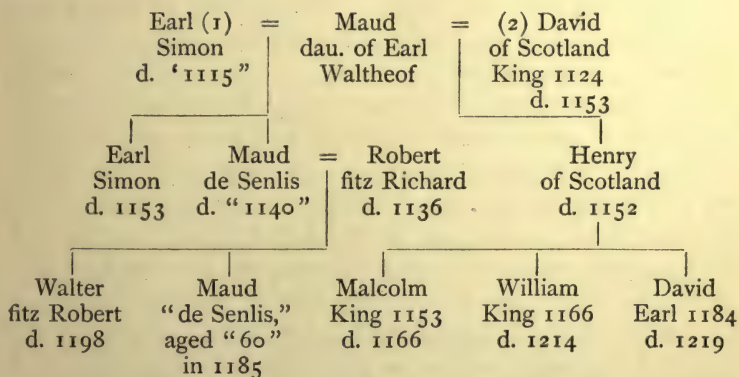 Earl (1) = Maud = (2) David
Simon dau. of Earl of Scotland
d. ‘1115” Waltheof King 1124
d. 1153
Earl Maud = Robert Henry
Simon de Senlis fitz Richard of Scotland
d. 1153 d. “1140” d. 1136 d. 1152
Walter Maud Malcolm William David
fitz Robert “de Senlis,” King 1153 King 1166 Earl 1184
d. 1198 aged “60” d. 1166 d. 1214 d. 1219
in 1185